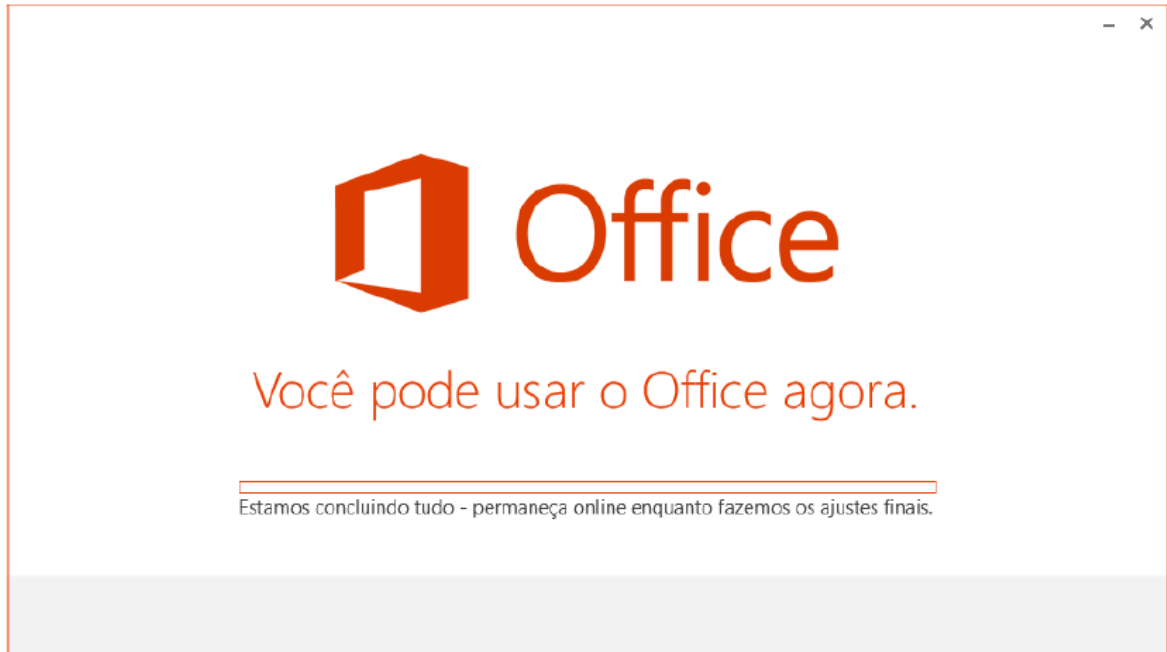 Office
Você pode usar o Office agora.
Estamos concluindo tudo - permaneça online enquanto fazemos os ajustes finais.